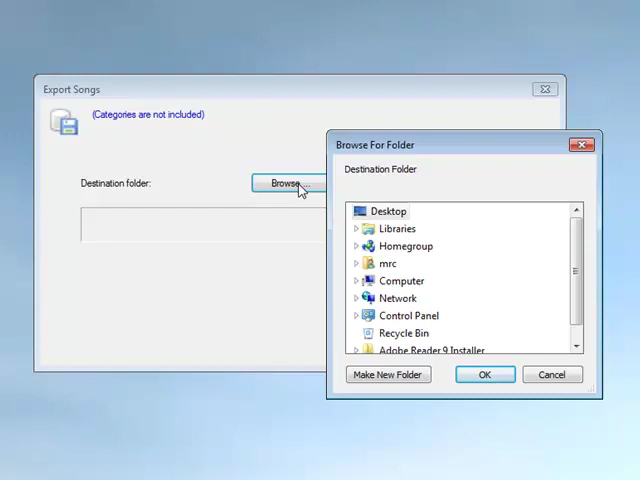 Export Songs
(Categories are not included)
Destination folder:
Browse ...
Browse For Folder
Destination Folder
Desktop
Libraries
Homegroup
mrc
Computer
Network
Control Panel
Recycle Bin
Adobe Reader 9 Installer
Make New Folder
OK
Cancel